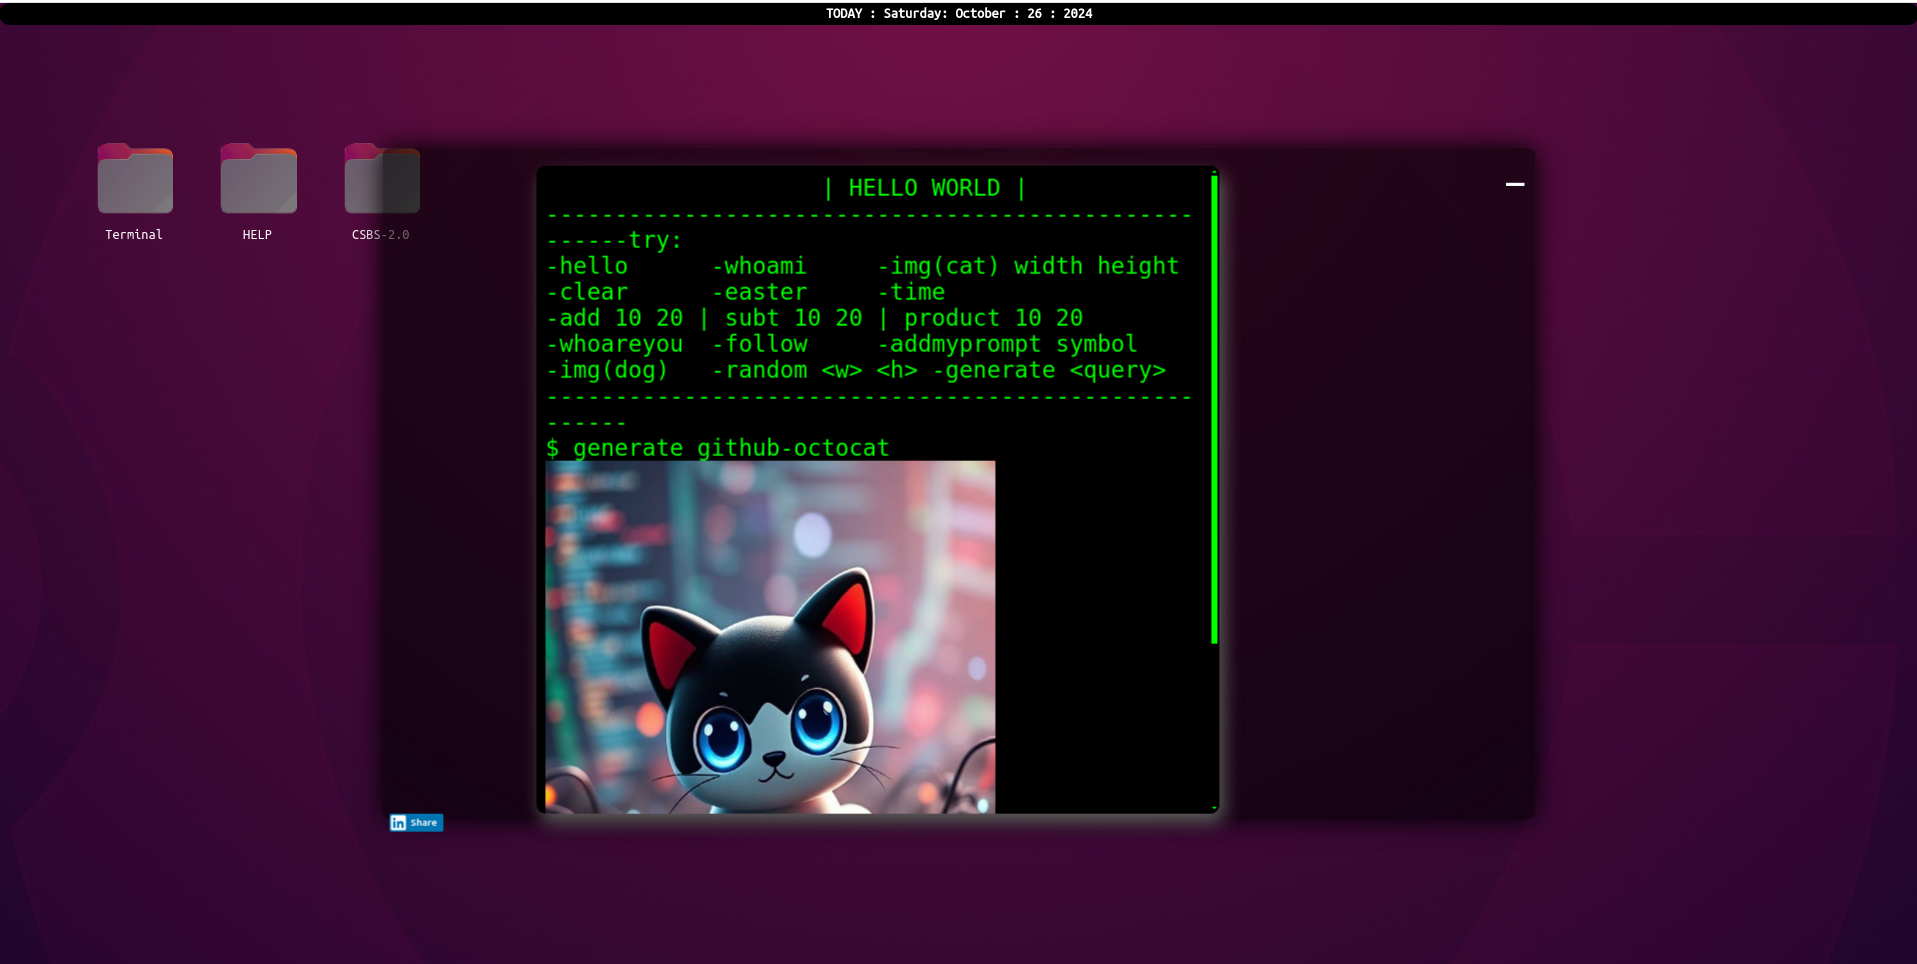 TODAY : Saturday: October : 26 : 2024
Terminal
HELP
CSBS-2.0
| HELLO WORLD |
-----------------------------------------------
------try:
-hello      -whoami     -img(cat) width height
-clear      -easter     -time
-add 10 20 | subt 10 20 | product 10 20
-whoareyou  -follow     -addmyprompt symbol
-img(dog)   -random <w> <h> -generate <query>
-----------------------------------------------
------
$ generate github-octocat
in Share